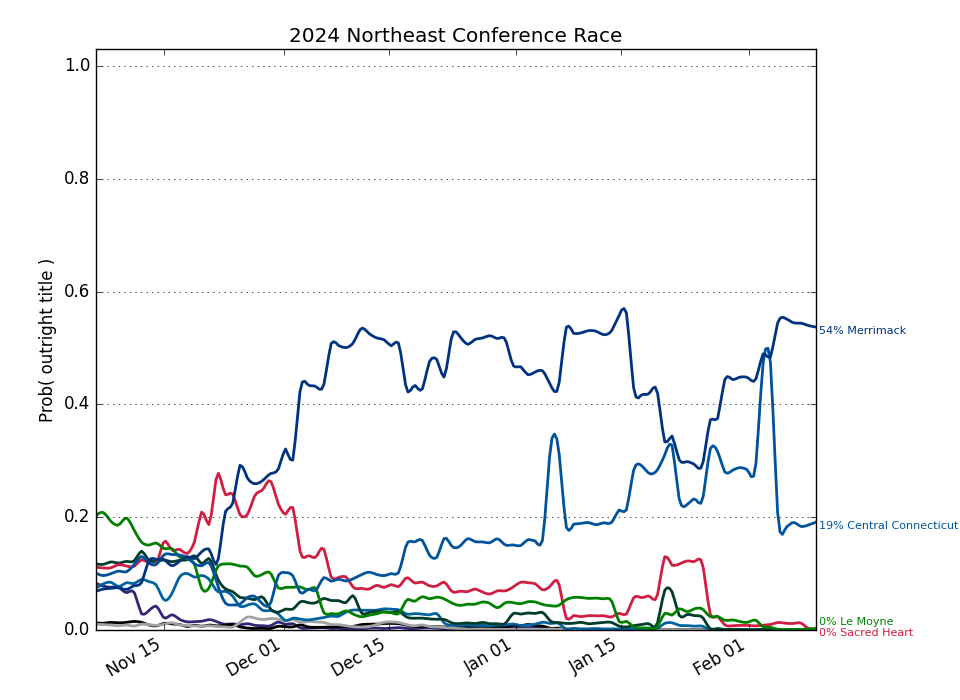 2024 Northeast Conference Race
Prob( outright title )
1.0
0.8
0.6
0.4
0.2
0.0
54% Merrimack
19% Central Connecticut
0% Le Moyne
0% Sacred Heart
Nov 15
Dec 01
Dec 15
Jan 01
Jan 15
Feb 01